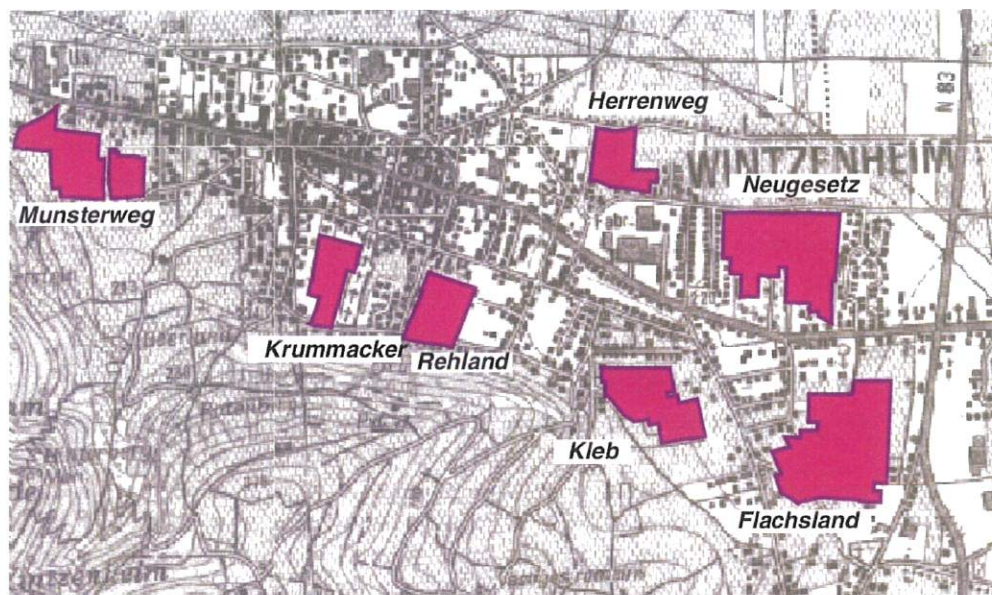 Herrenweg
N 83
WINTZENHEIM
Neugesetz
Munsterweg
Krummacker
Rehland
Kleb
Flachsland